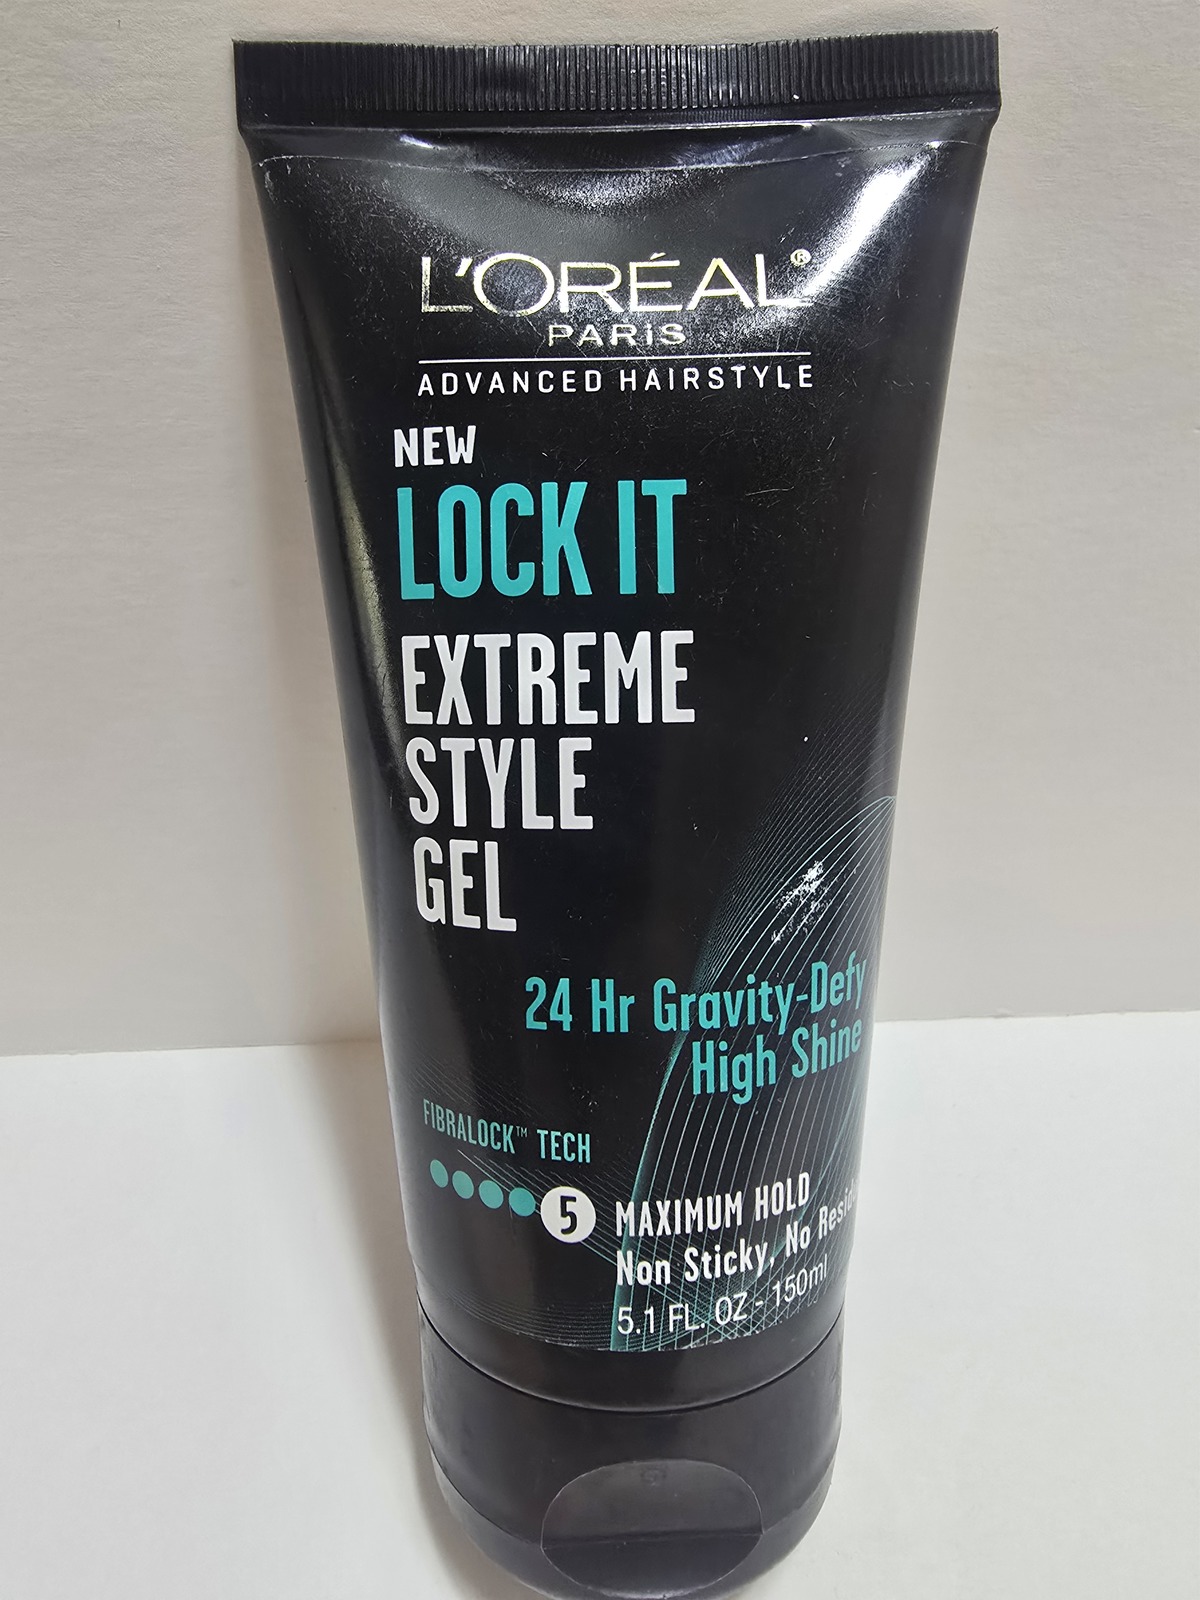 L'ORÉAL®
PARIS
ADVANCED HAIRSTYLE
NEW
LOCK IT
EXTREME
STYLE
GEL
24 Hr Gravity-Defy
High Shine
FIBRALOCK™ TECH
5 MAXIMUM HOLD
Non Sticky, No
5.1 FL. OZ - 150ml